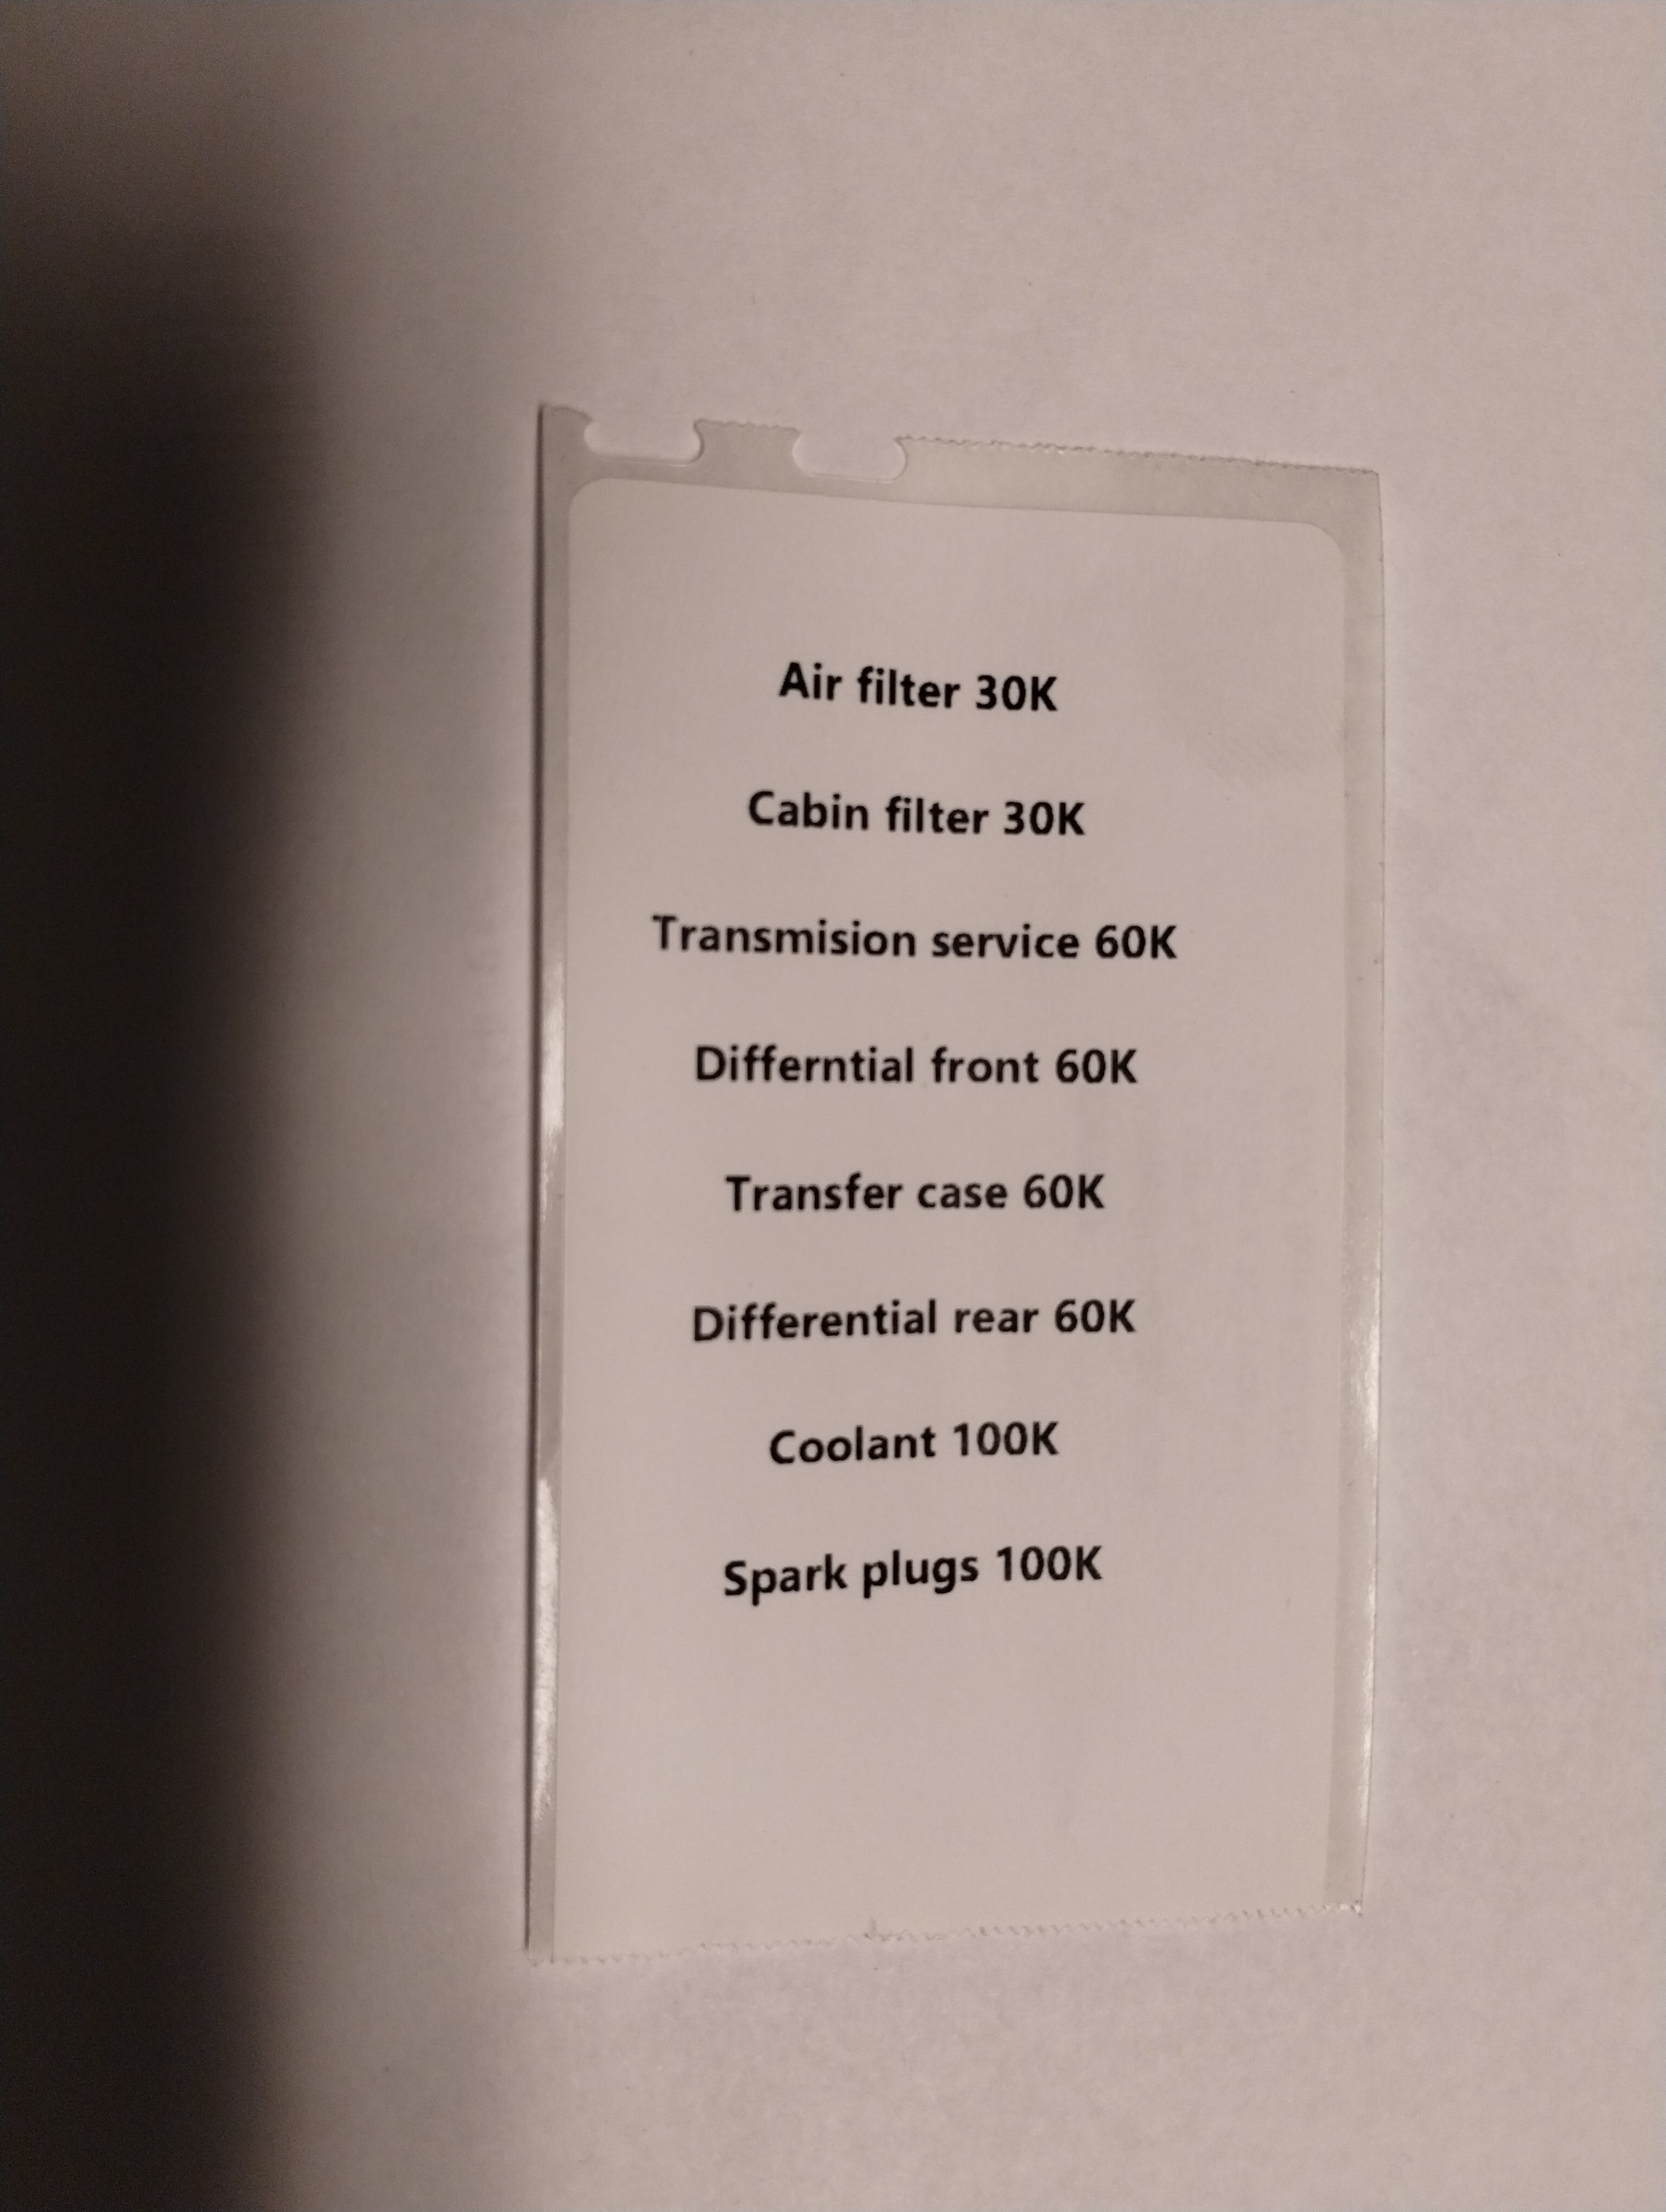 Air filter 30K
Cabin filter 30K
Transmision service 60K
Differntial front 60K
Transfer case 60K
Differential rear 60K
Coolant 100K
Spark plugs 100K